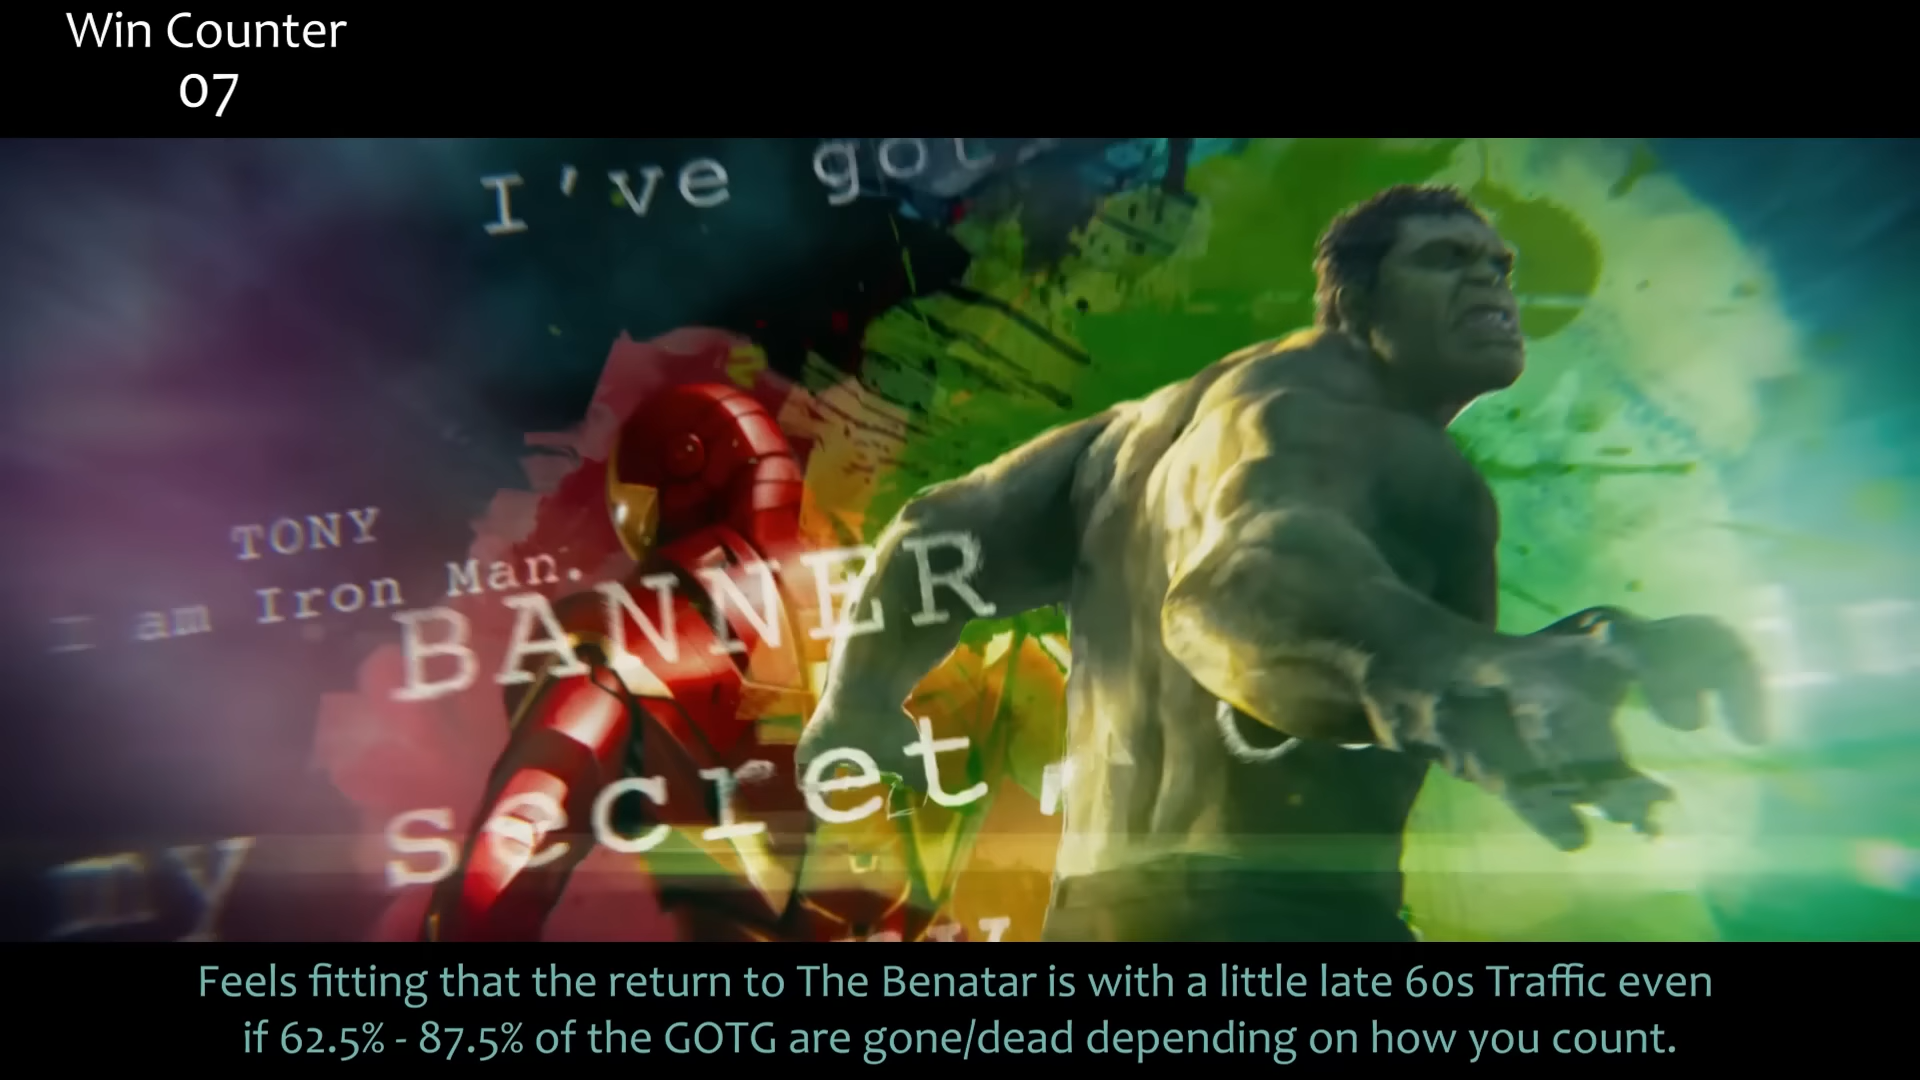 Win Counter
07
I've got
TONY
I am Iron Man.
BANNER
my secret,
Feels fitting that the return to The Benatar is with a little late 60s Traffic even
if 62.5% - 87.5% of the GOTG are gone/dead depending on how you count.